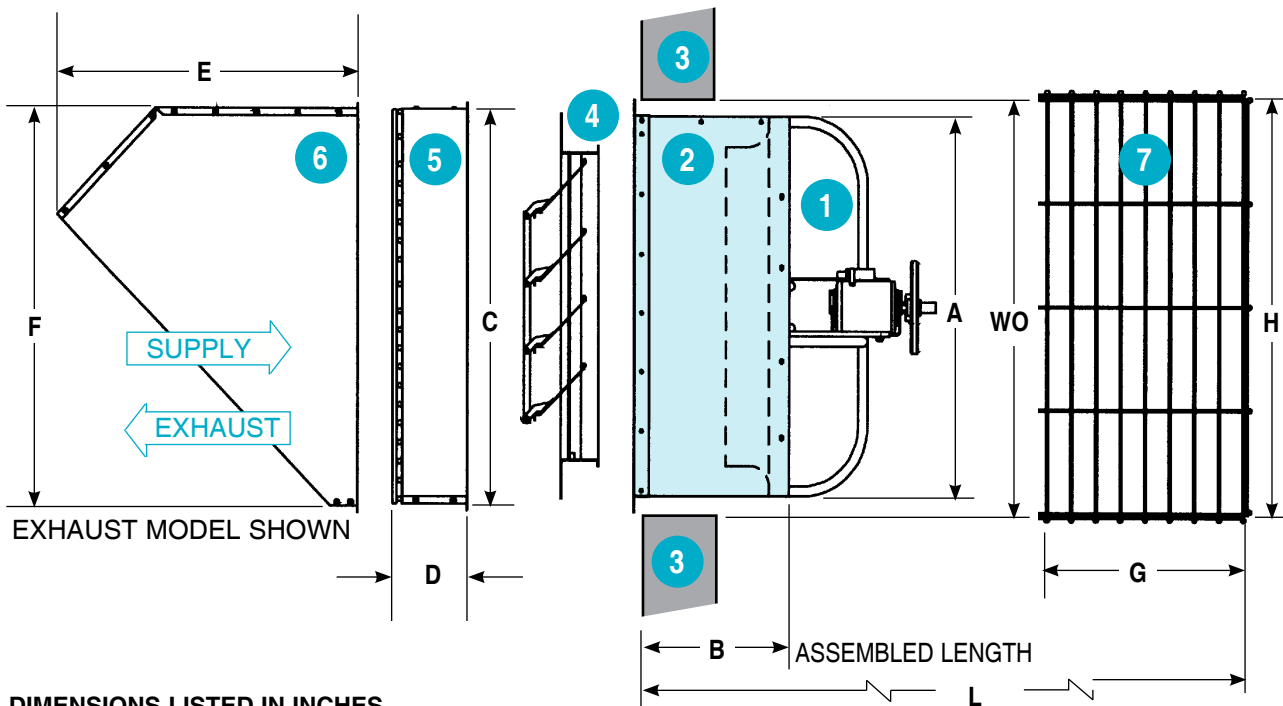 3
E
4
6
5
2
7
1
F
C
A
WO
H
SUPPLY
EXHAUST
EXHAUST MODEL SHOWN
3
D
G
B
ASSEMBLED LENGTH
L
DIMENSIONS LISTED IN INCHES